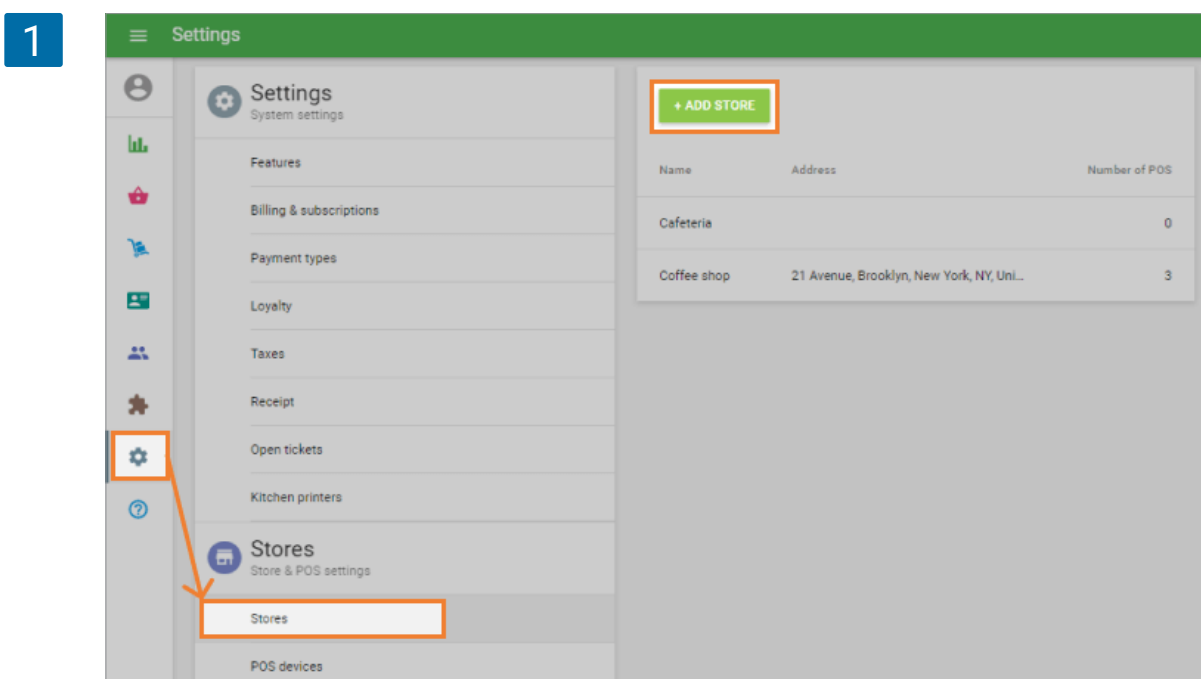 1
Settings
Settings
System settings
Features
Billing & subscriptions
Payment types
Loyalty
Taxes
Receipt
Open tickets
Kitchen printers
Stores
Store & POS settings
Stores
POS devices
+ ADD STORE
Name Address Number of POS
Cafeteria 0
Coffee shop 21 Avenue, Brooklyn, New York, NY, Uni... 3